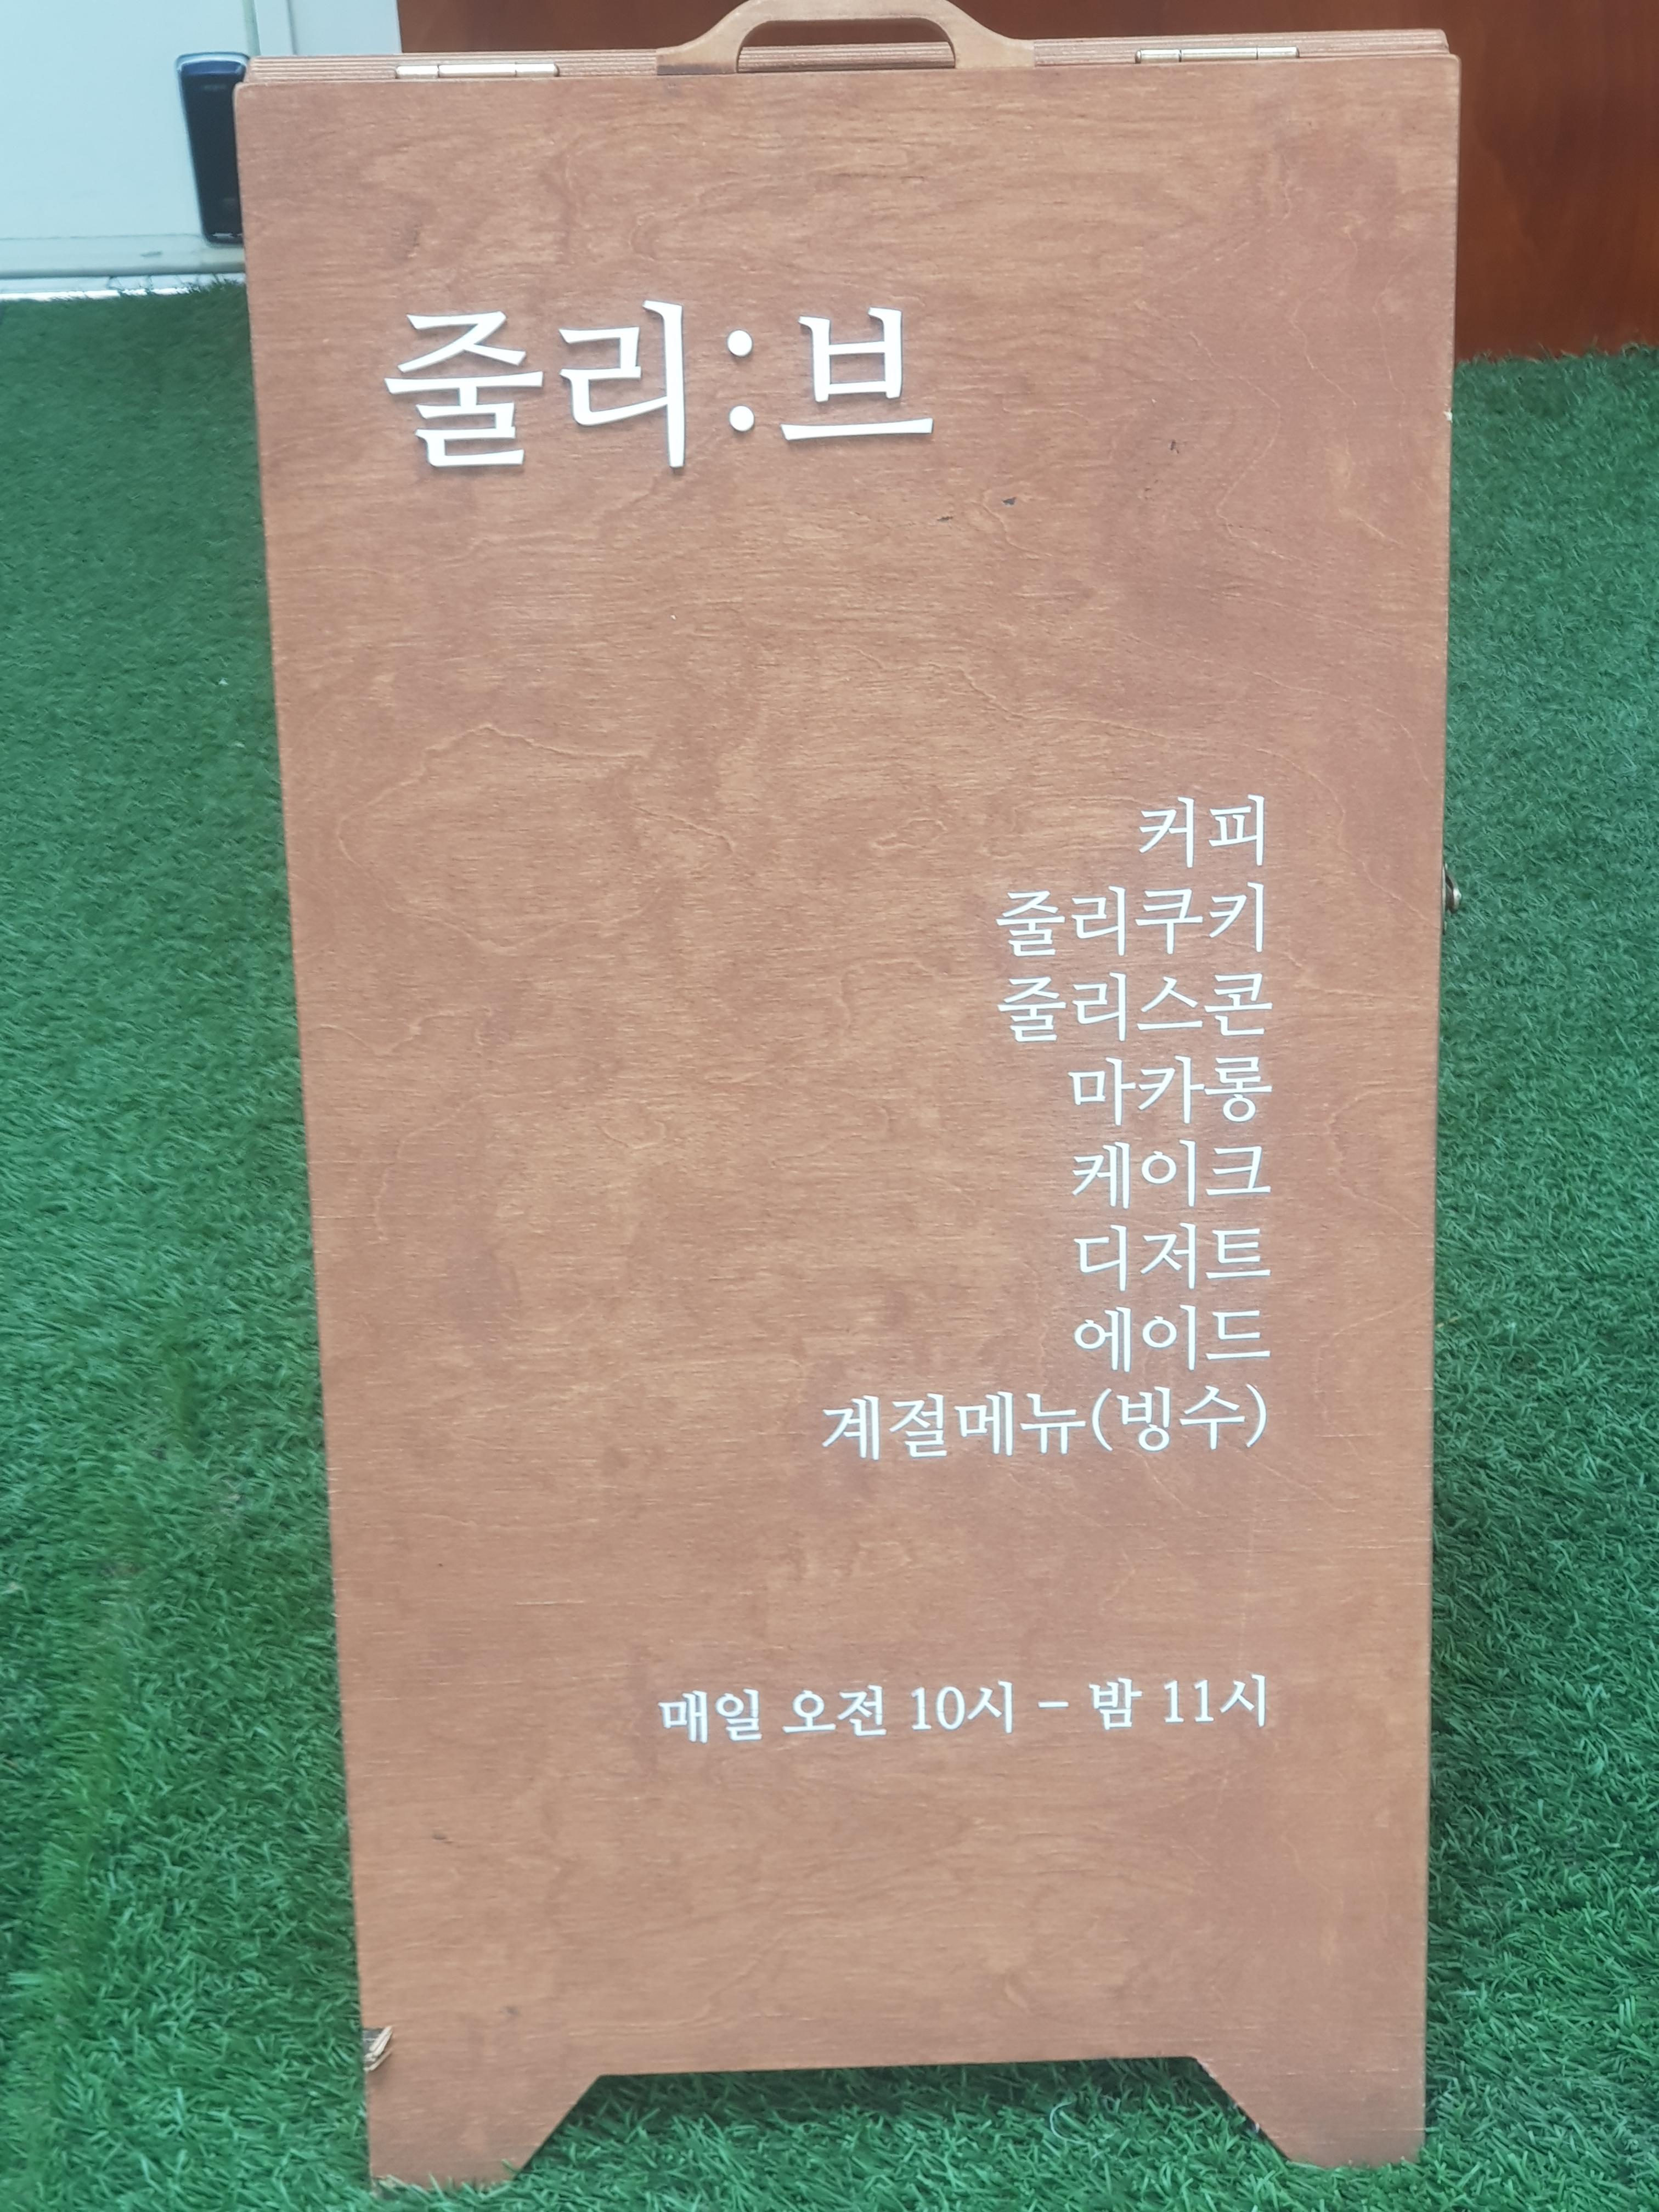 줄리:브
커피
줄리쿠키
줄리스콘
마카롱
케이크
디저트
에이드
계절메뉴(빙수)
매일 오전 10시 - 밤 11시